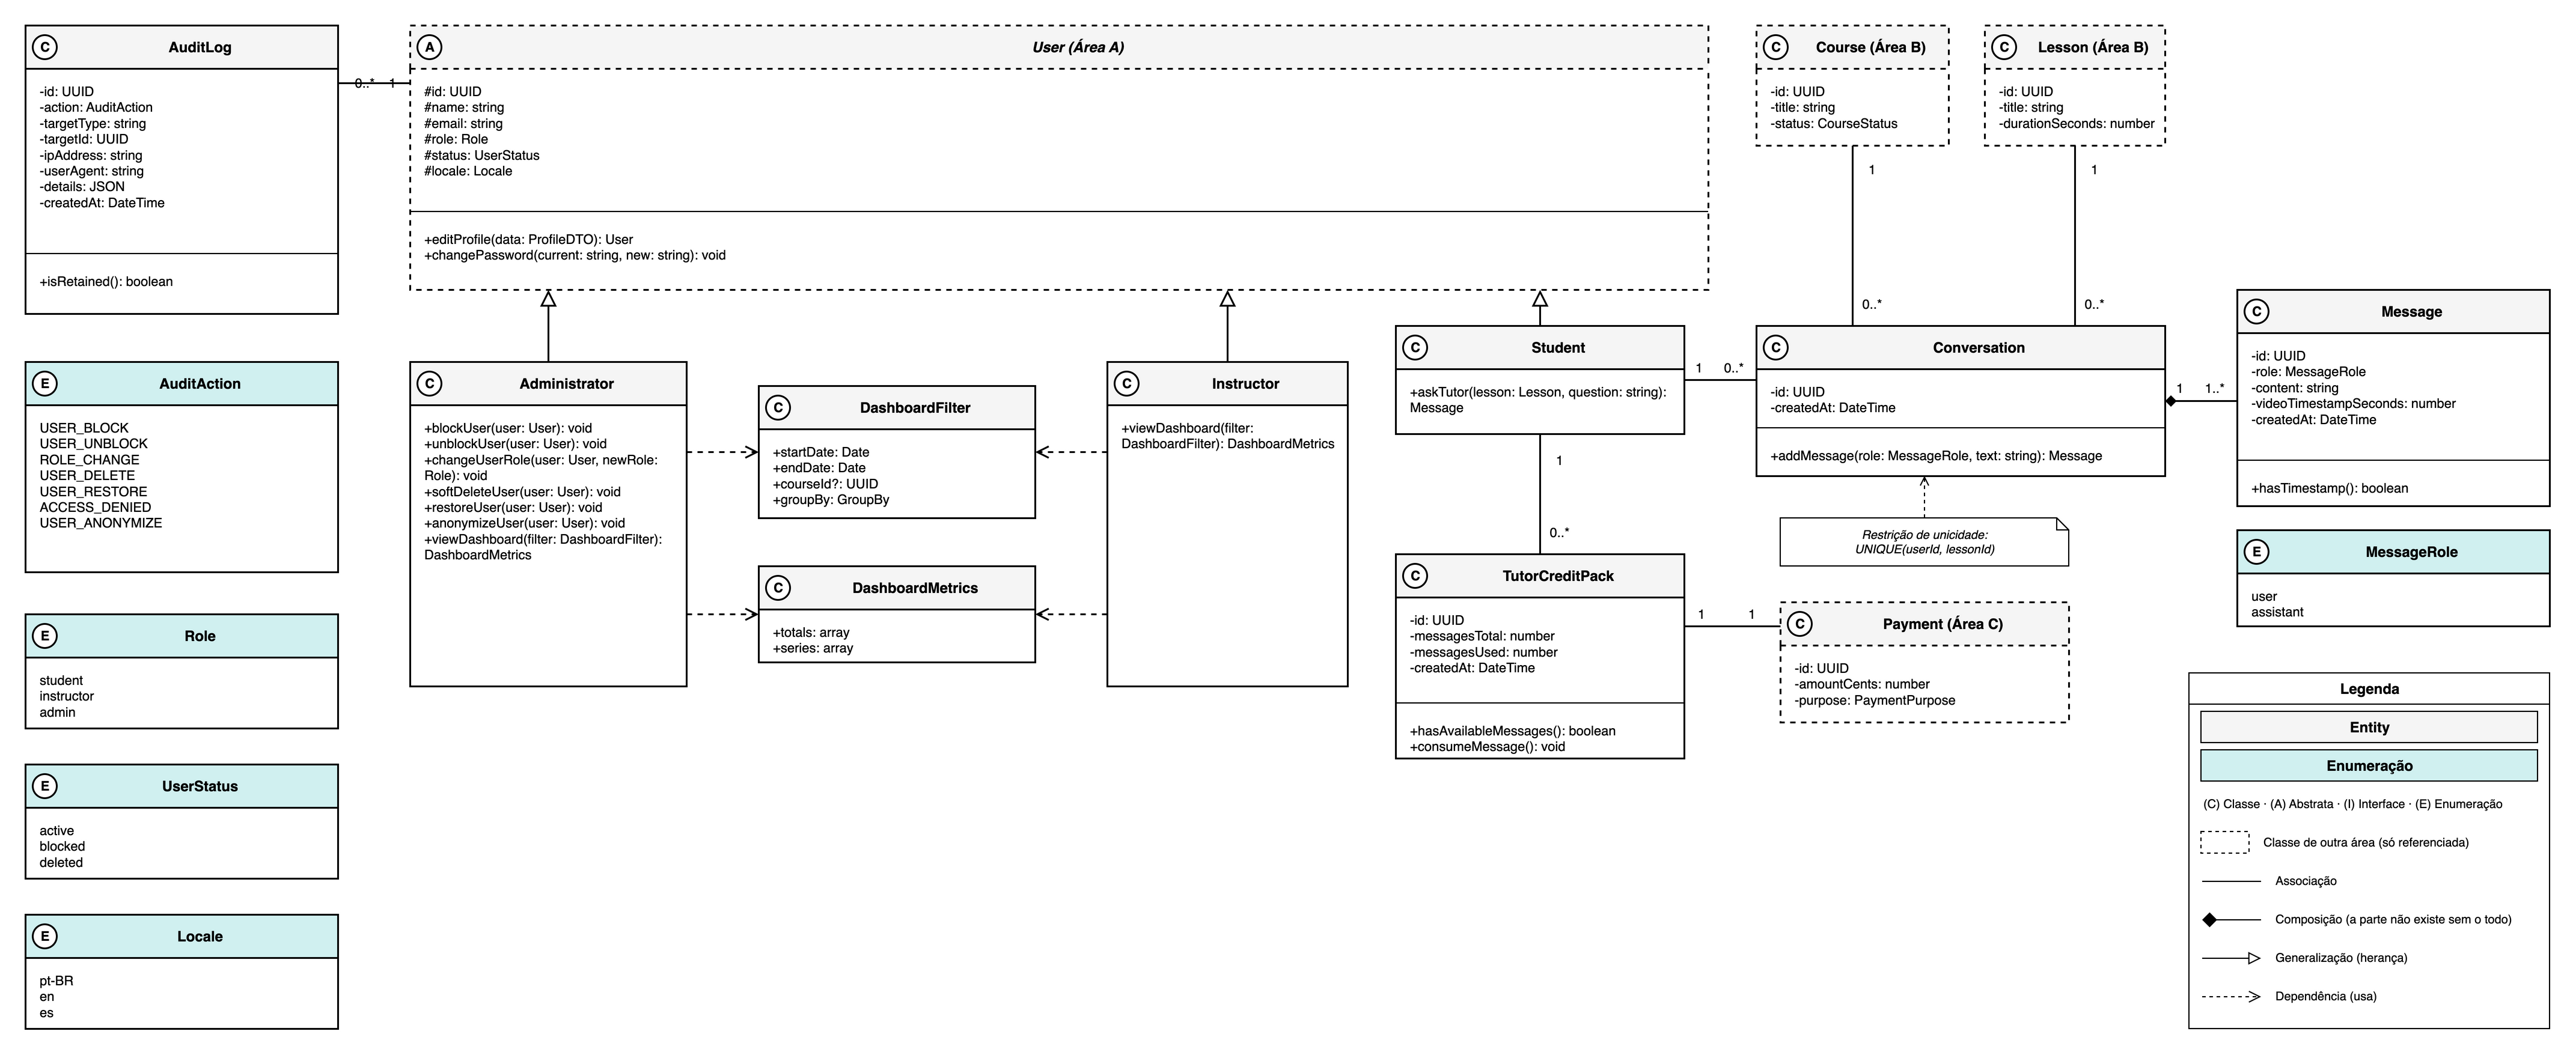 C AuditLog
-id: UUID
-action: AuditAction
-targetType: string
-targetId: UUID
-ipAddress: string
-userAgent: string
-details: JSON
-createdAt: DateTime
+isRetained(): boolean
0..* 1
A User (Área A)
#id: UUID
#name: string
#email: string
#role: Role
#status: UserStatus
#locale: Locale
+editProfile(data: ProfileDTO): User
+changePassword(current: string, new: string): void
C Course (Área B)
-id: UUID
-title: string
-status: CourseStatus
1
0..*
C Lesson (Área B)
-id: UUID
-title: string
-durationSeconds: number
1
0..*
E AuditAction
USER_BLOCK
USER_UNBLOCK
ROLE_CHANGE
USER_DELETE
USER_RESTORE
ACCESS_DENIED
USER_ANONYMIZE
C Administrator
+blockUser(user: User): void
+unblockUser(user: User): void
+changeUserRole(user: User, newRole:
Role): void
+softDeleteUser(user: User): void
+restoreUser(user: User): void
+anonymizeUser(user: User): void
+viewDashboard(filter: DashboardFilter):
DashboardMetrics
C DashboardFilter
+startDate: Date
+endDate: Date
+courseId?: UUID
+groupBy: GroupBy
C DashboardMetrics
+totals: array
+series: array
C Instructor
+viewDashboard(filter:
DashboardFilter): DashboardMetrics
C Student
+askTutor(lesson: Lesson, question: string):
Message
1 0..*
C Conversation
-id: UUID
-createdAt: DateTime
+addMessage(role: MessageRole, text: string): Message
1 1..*
C Message
-id: UUID
-role: MessageRole
-content: string
-videoTimestampSeconds: number
-createdAt: DateTime
+hasTimestamp(): boolean
Restrição de unicidade:
UNIQUE(userId, lessonId)
1
0..*
C TutorCreditPack
-id: UUID
-messagesTotal: number
-messagesUsed: number
-createdAt: DateTime
+hasAvailableMessages(): boolean
+consumeMessage(): void
1 1
C Payment (Área C)
-id: UUID
-amountCents: number
-purpose: PaymentPurpose
E MessageRole
user
assistant
E Role
student
instructor
admin
E UserStatus
active
blocked
deleted
E Locale
pt-BR
en
es
Legenda
Entity
Enumeração
(C) Classe · (A) Abstrata · (I) Interface · (E) Enumeração
Classe de outra área (só referenciada)
Associação
Composição (a parte não existe sem o todo)
Generalização (herança)
Dependência (usa)